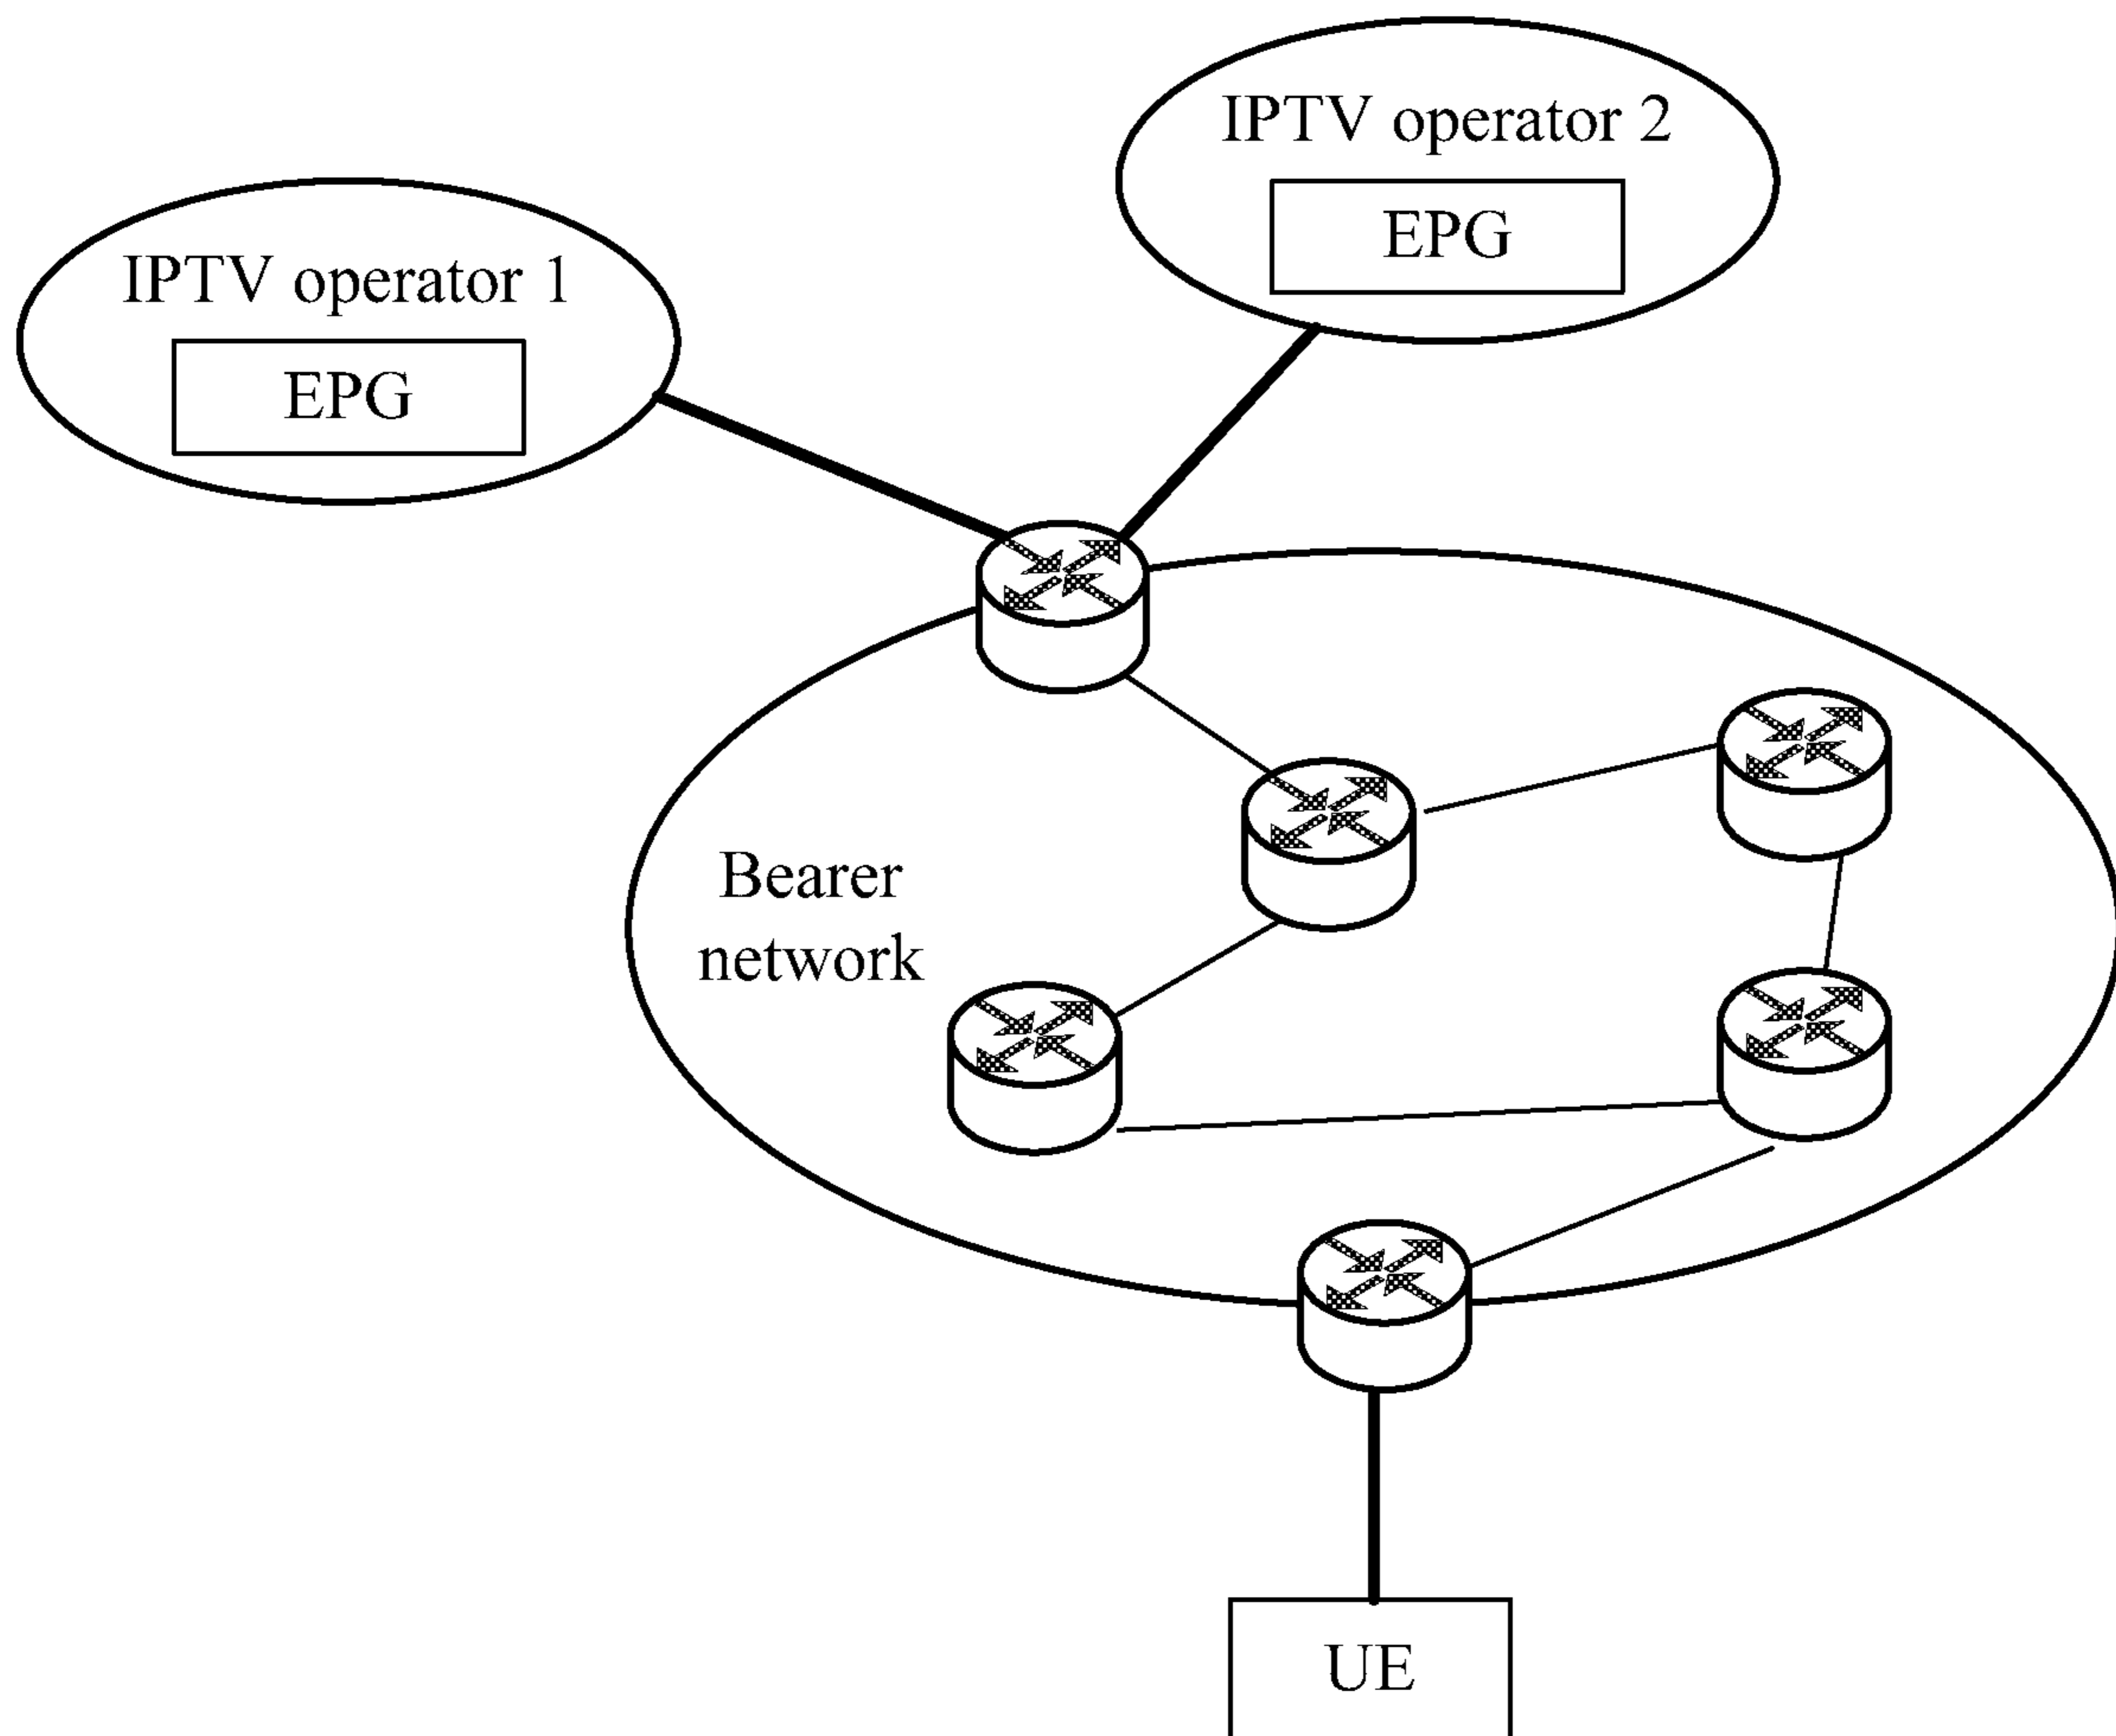 IPTV operator 2
EPG
IPTV operator 1
EPG
Bearer
network
UE